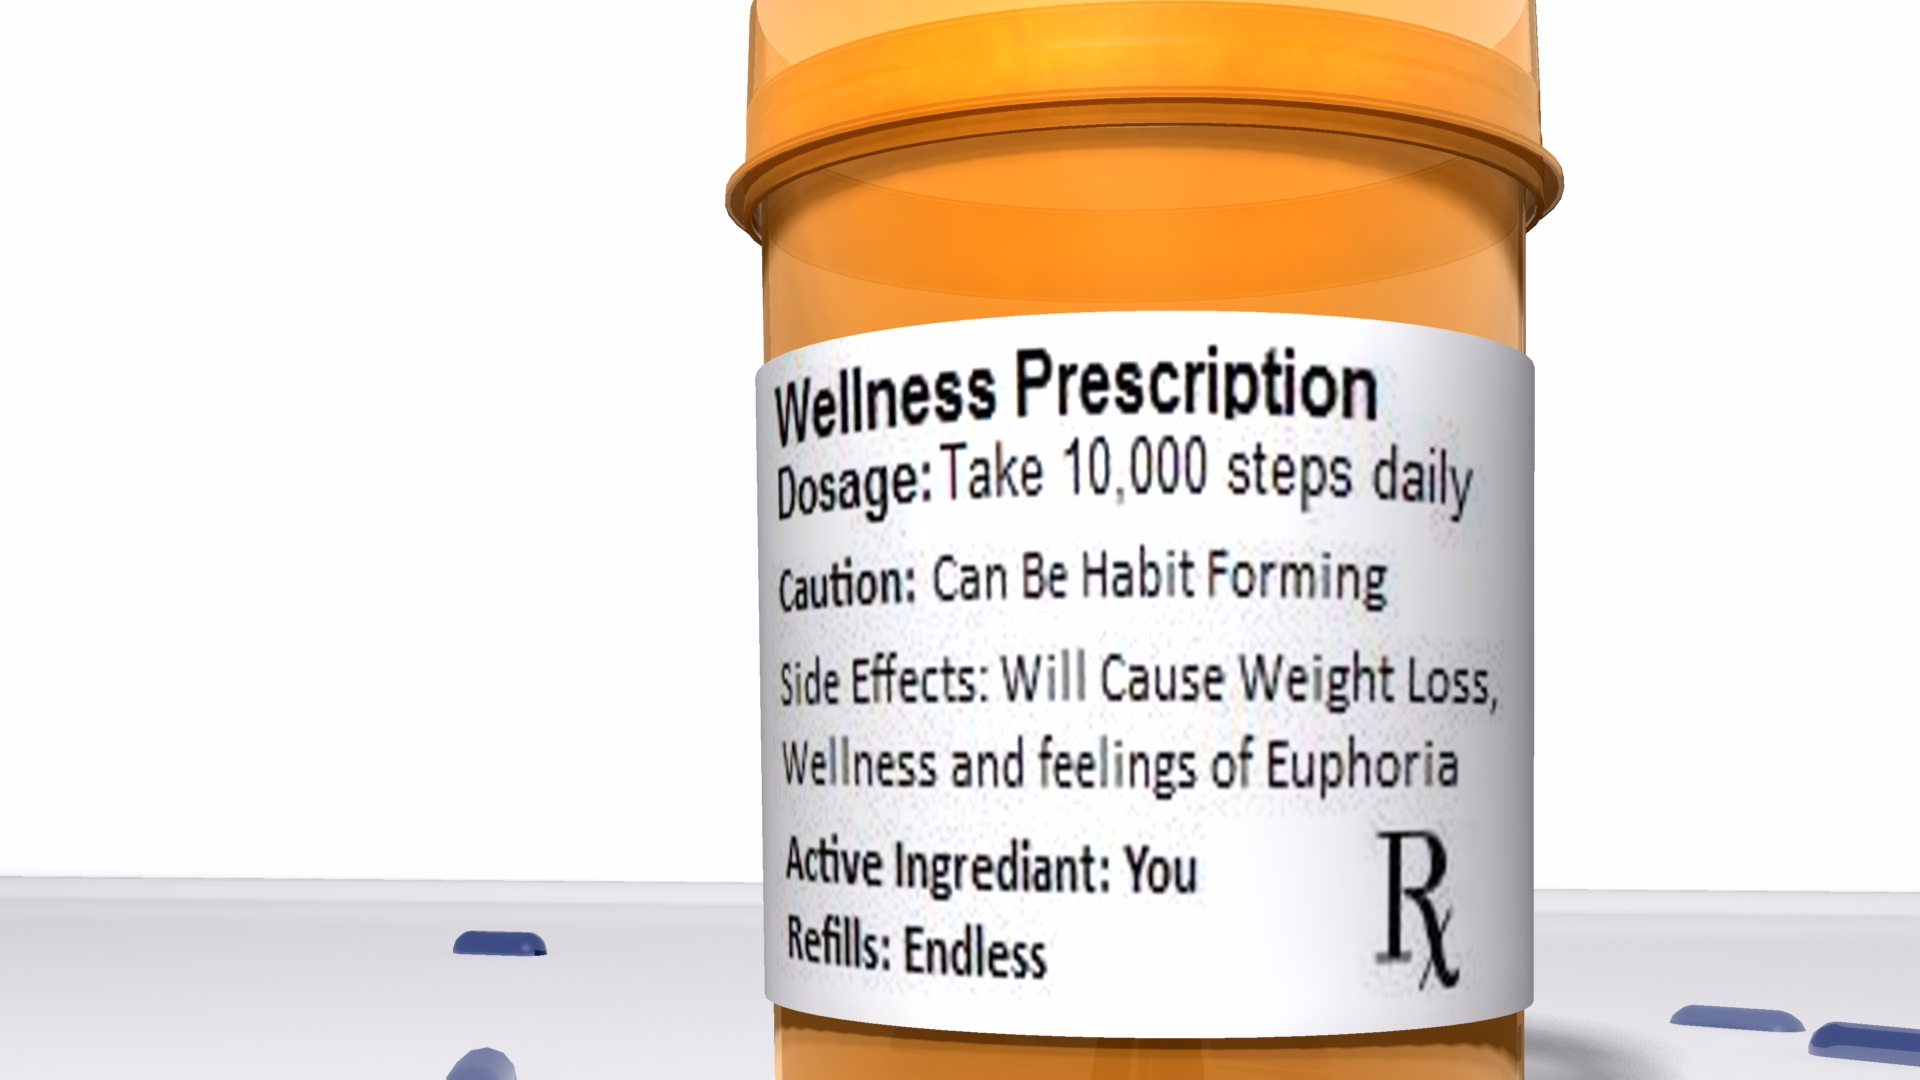 Wellness Prescription
Dosage: Take 10,000 steps daily
Caution: Can Be Habit Forming
Side Effects: Will Cause Weight Loss,
Wellness and feelings of Euphoria
Active Ingrediant: You
Refills: Endless
Rx